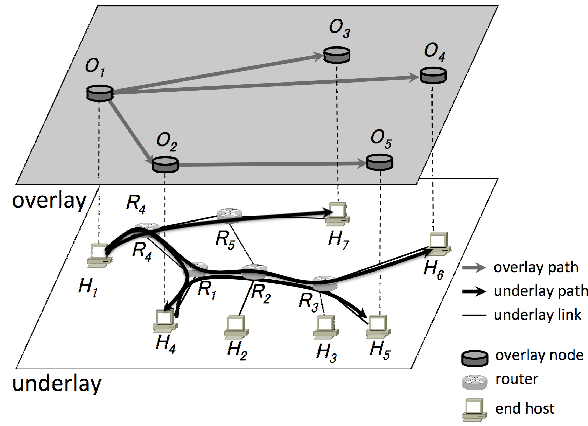 O3
O4
O1
O2
O5
overlay
R4
R5
H7
R4
H1
H6
R1
R2
R3
H4
H2
H3
H5
underlay
overlay path
underlay path
underlay link
overlay node
router
end host